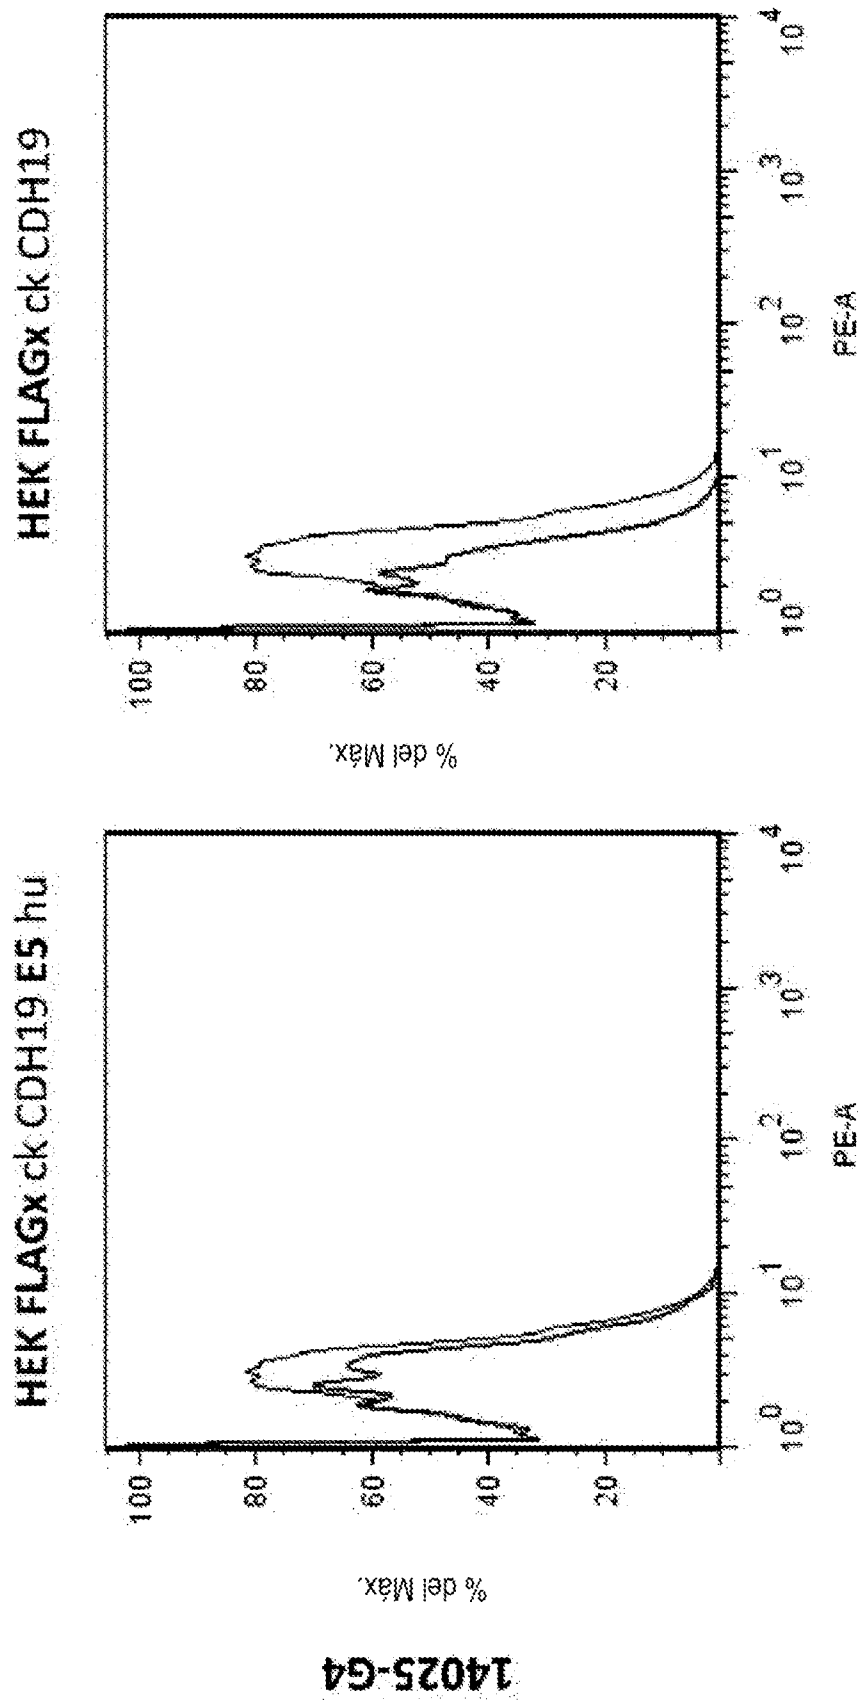 HEK FLAGx ck CDH19 E5 hu
HEK FLAGx ck CDH19
14025-G4
% del Máx.
100
80
60
40
20
10^0
10^1
10^2
10^3
10^4
PE-A
% del Máx.
100
80
60
40
20
10^0
10^1
10^2
10^3
10^4
PE-A